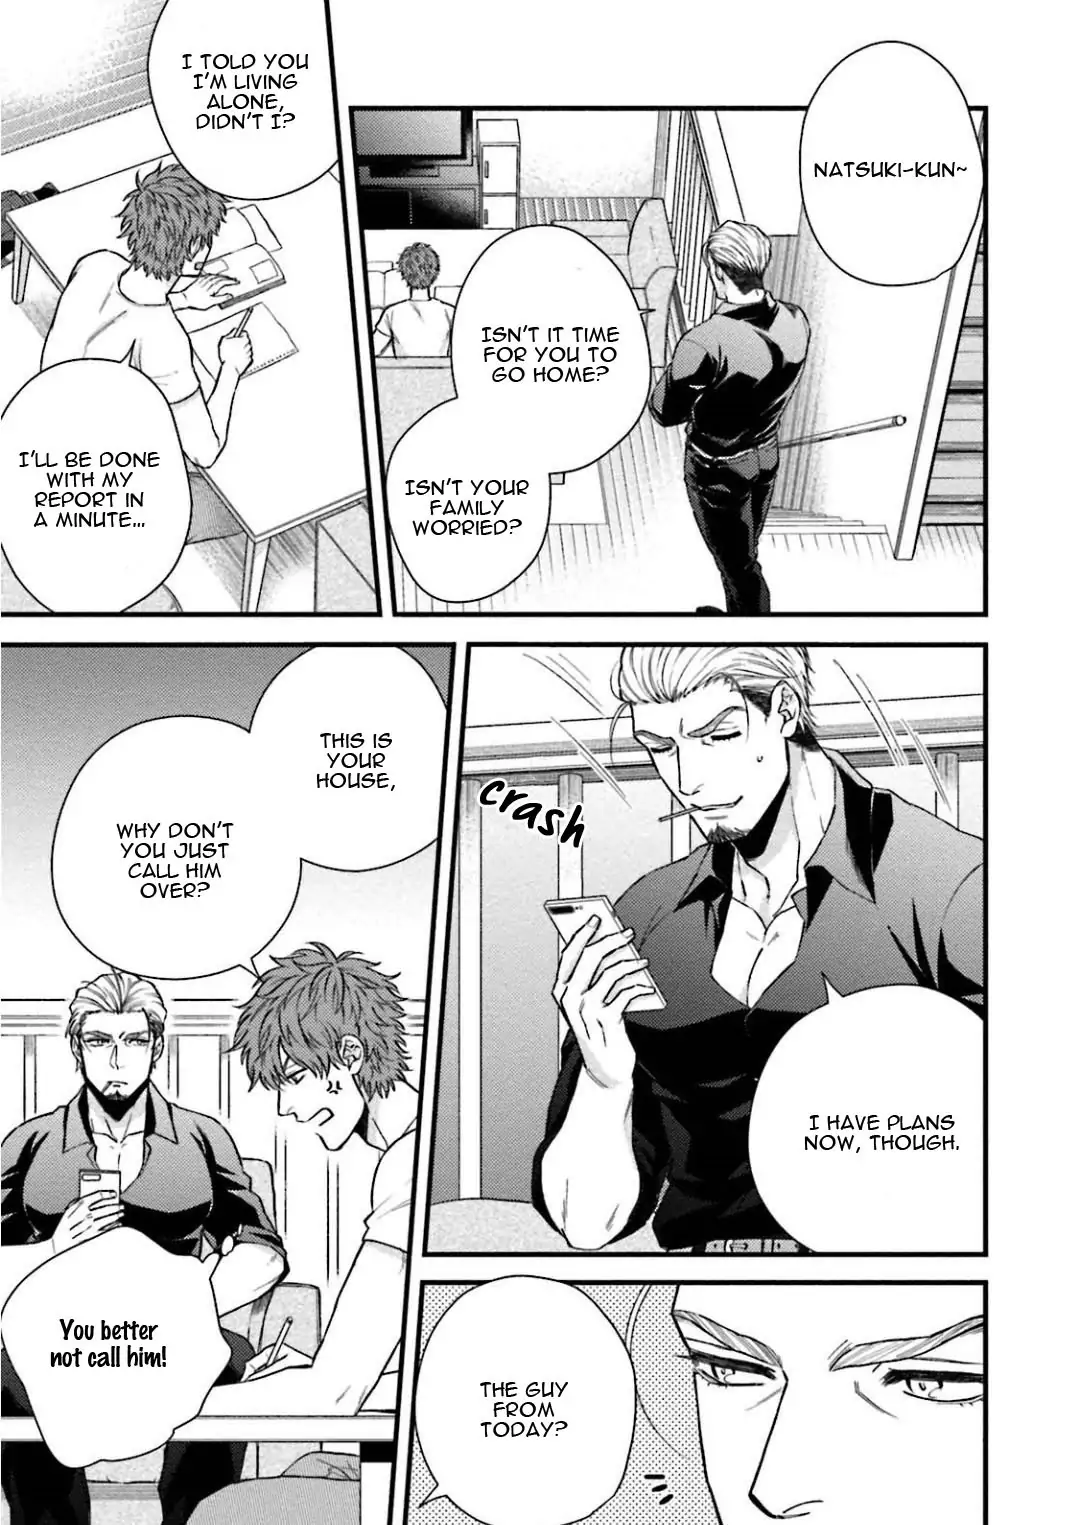 NATSUKI-KUN~
ISN'T IT TIME
FOR YOU TO
GO HOME?
ISN'T YOUR
FAMILY
WORRIED?
I TOLD YOU
I'M LIVING
ALONE,
DIDN'T I?
I'LL BE DONE
WITH MY
REPORT IN
A MINUTE...
crash
I HAVE PLANS
NOW, THOUGH.
THIS IS
YOUR
HOUSE,
WHY DON'T
YOU JUST
CALL HIM
OVER?
You better
not call him!
THE GUY
FROM
TODAY?